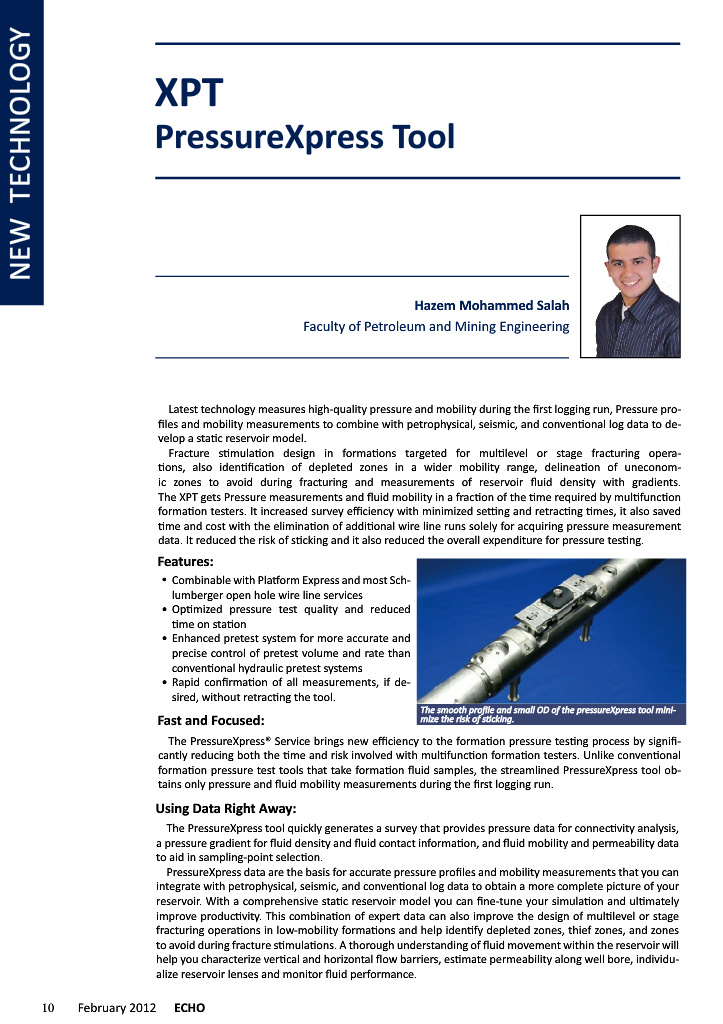 NEW TECHNOLOGY
XPT
PressureXpress Tool
Hazem Mohammed Salah
Faculty of Petroleum and Mining Engineering
Latest technology measures high-quality pressure and mobility during the first logging run, Pressure pro-
files and mobility measurements to combine with petrophysical, seismic, and conventional log data to de-
velop a static reservoir model.
Fracture stimulation design in formations targeted for multilevel or stage fracturing opera-
tions, also identification of depleted zones in a wider mobility range, delineation of uneconom-
ic zones to avoid during fracturing and measurements of reservoir fluid density with gradients.
The XPT gets Pressure measurements and fluid mobility in a fraction of the time required by multifunction
formation testers. It increased survey efficiency with minimized setting and retracting times, it also saved
time and cost with the elimination of additional wire line runs solely for acquiring pressure measurement
data. It reduced the risk of sticking and it also reduced the overall expenditure for pressure testing.
Features:
• Combinable with Platform Express and most Sch-
lumberger open hole wire line services
• Optimized pressure test quality and reduced
time on station
• Enhanced pretest system for more accurate and
precise control of pretest volume and rate than
conventional hydraulic pretest systems
• Rapid confirmation of all measurements, if de-
sired, without retracting the tool.
The smooth profile and small OD of the pressureXpress tool mini-
mize the risk of sticking.
Fast and Focused:
The PressureXpress® Service brings new efficiency to the formation pressure testing process by signifi-
cantly reducing both the time and risk involved with multifunction formation testers. Unlike conventional
formation pressure test tools that take formation fluid samples, the streamlined PressureXpress tool ob-
tains only pressure and fluid mobility measurements during the first logging run.
Using Data Right Away:
The PressureXpress tool quickly generates a survey that provides pressure data for connectivity analysis,
a pressure gradient for fluid density and fluid contact information, and fluid mobility and permeability data
to aid in sampling-point selection.
PressureXpress data are the basis for accurate pressure profiles and mobility measurements that you can
integrate with petrophysical, seismic, and conventional log data to obtain a more complete picture of your
reservoir. With a comprehensive static reservoir model you can fine-tune your simulation and ultimately
improve productivity. This combination of expert data can also improve the design of multilevel or stage
fracturing operations in low-mobility formations and help identify depleted zones, thief zones, and zones
to avoid during fracture stimulations. A thorough understanding of fluid movement within the reservoir will
help you characterize vertical and horizontal flow barriers, estimate permeability along well bore, individu-
alize reservoir lenses and monitor fluid performance.
10 February 2012 ECHO